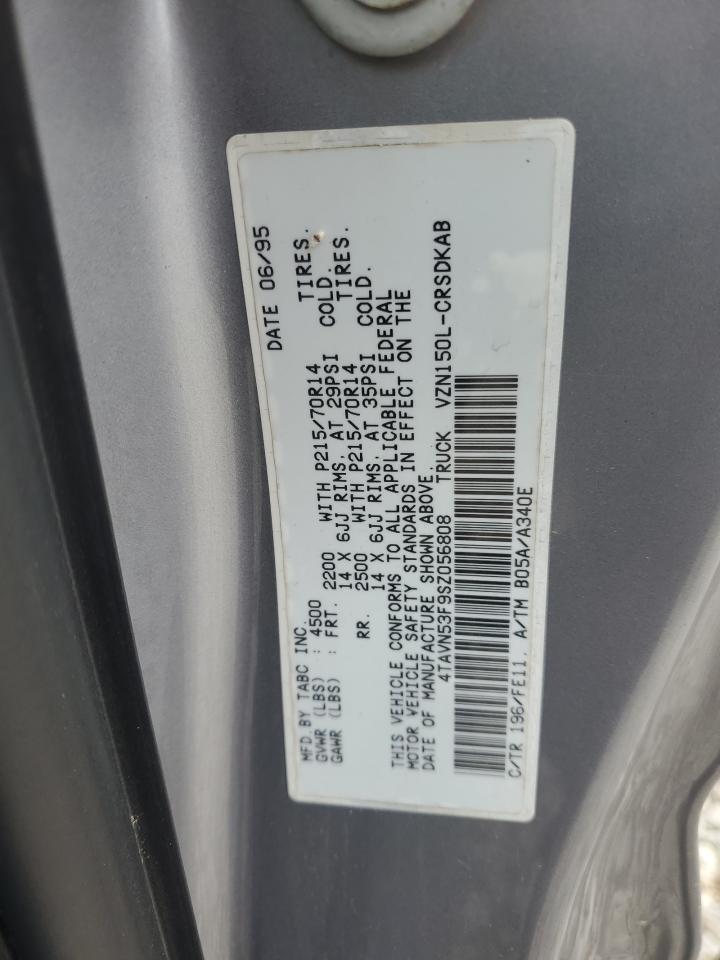 DATE 06/95
MFD.BY TABC INC.
GVWR (LBS) : 4500
GAWR (LBS) : FRT. 2200 WITH P215/70R14 TIRES.
14 X 6JJ RIMS. AT 29PSI COLD.
RR. 2500 WITH P215/70R14 TIRES.
14 X 6JJ RIMS. AT 35PSI COLD.
THIS VEHICLE CONFORMS TO ALL APPLICABLE FEDERAL
MOTOR VEHICLE SAFETY STANDARDS IN EFFECT ON THE
DATE OF MANUFACTURE SHOWN ABOVE.
4TAVN53F9SZ056808 TRUCK VZN150L-CRSDKAB
C/TR 196/FE11. A/TM B05A/A340E